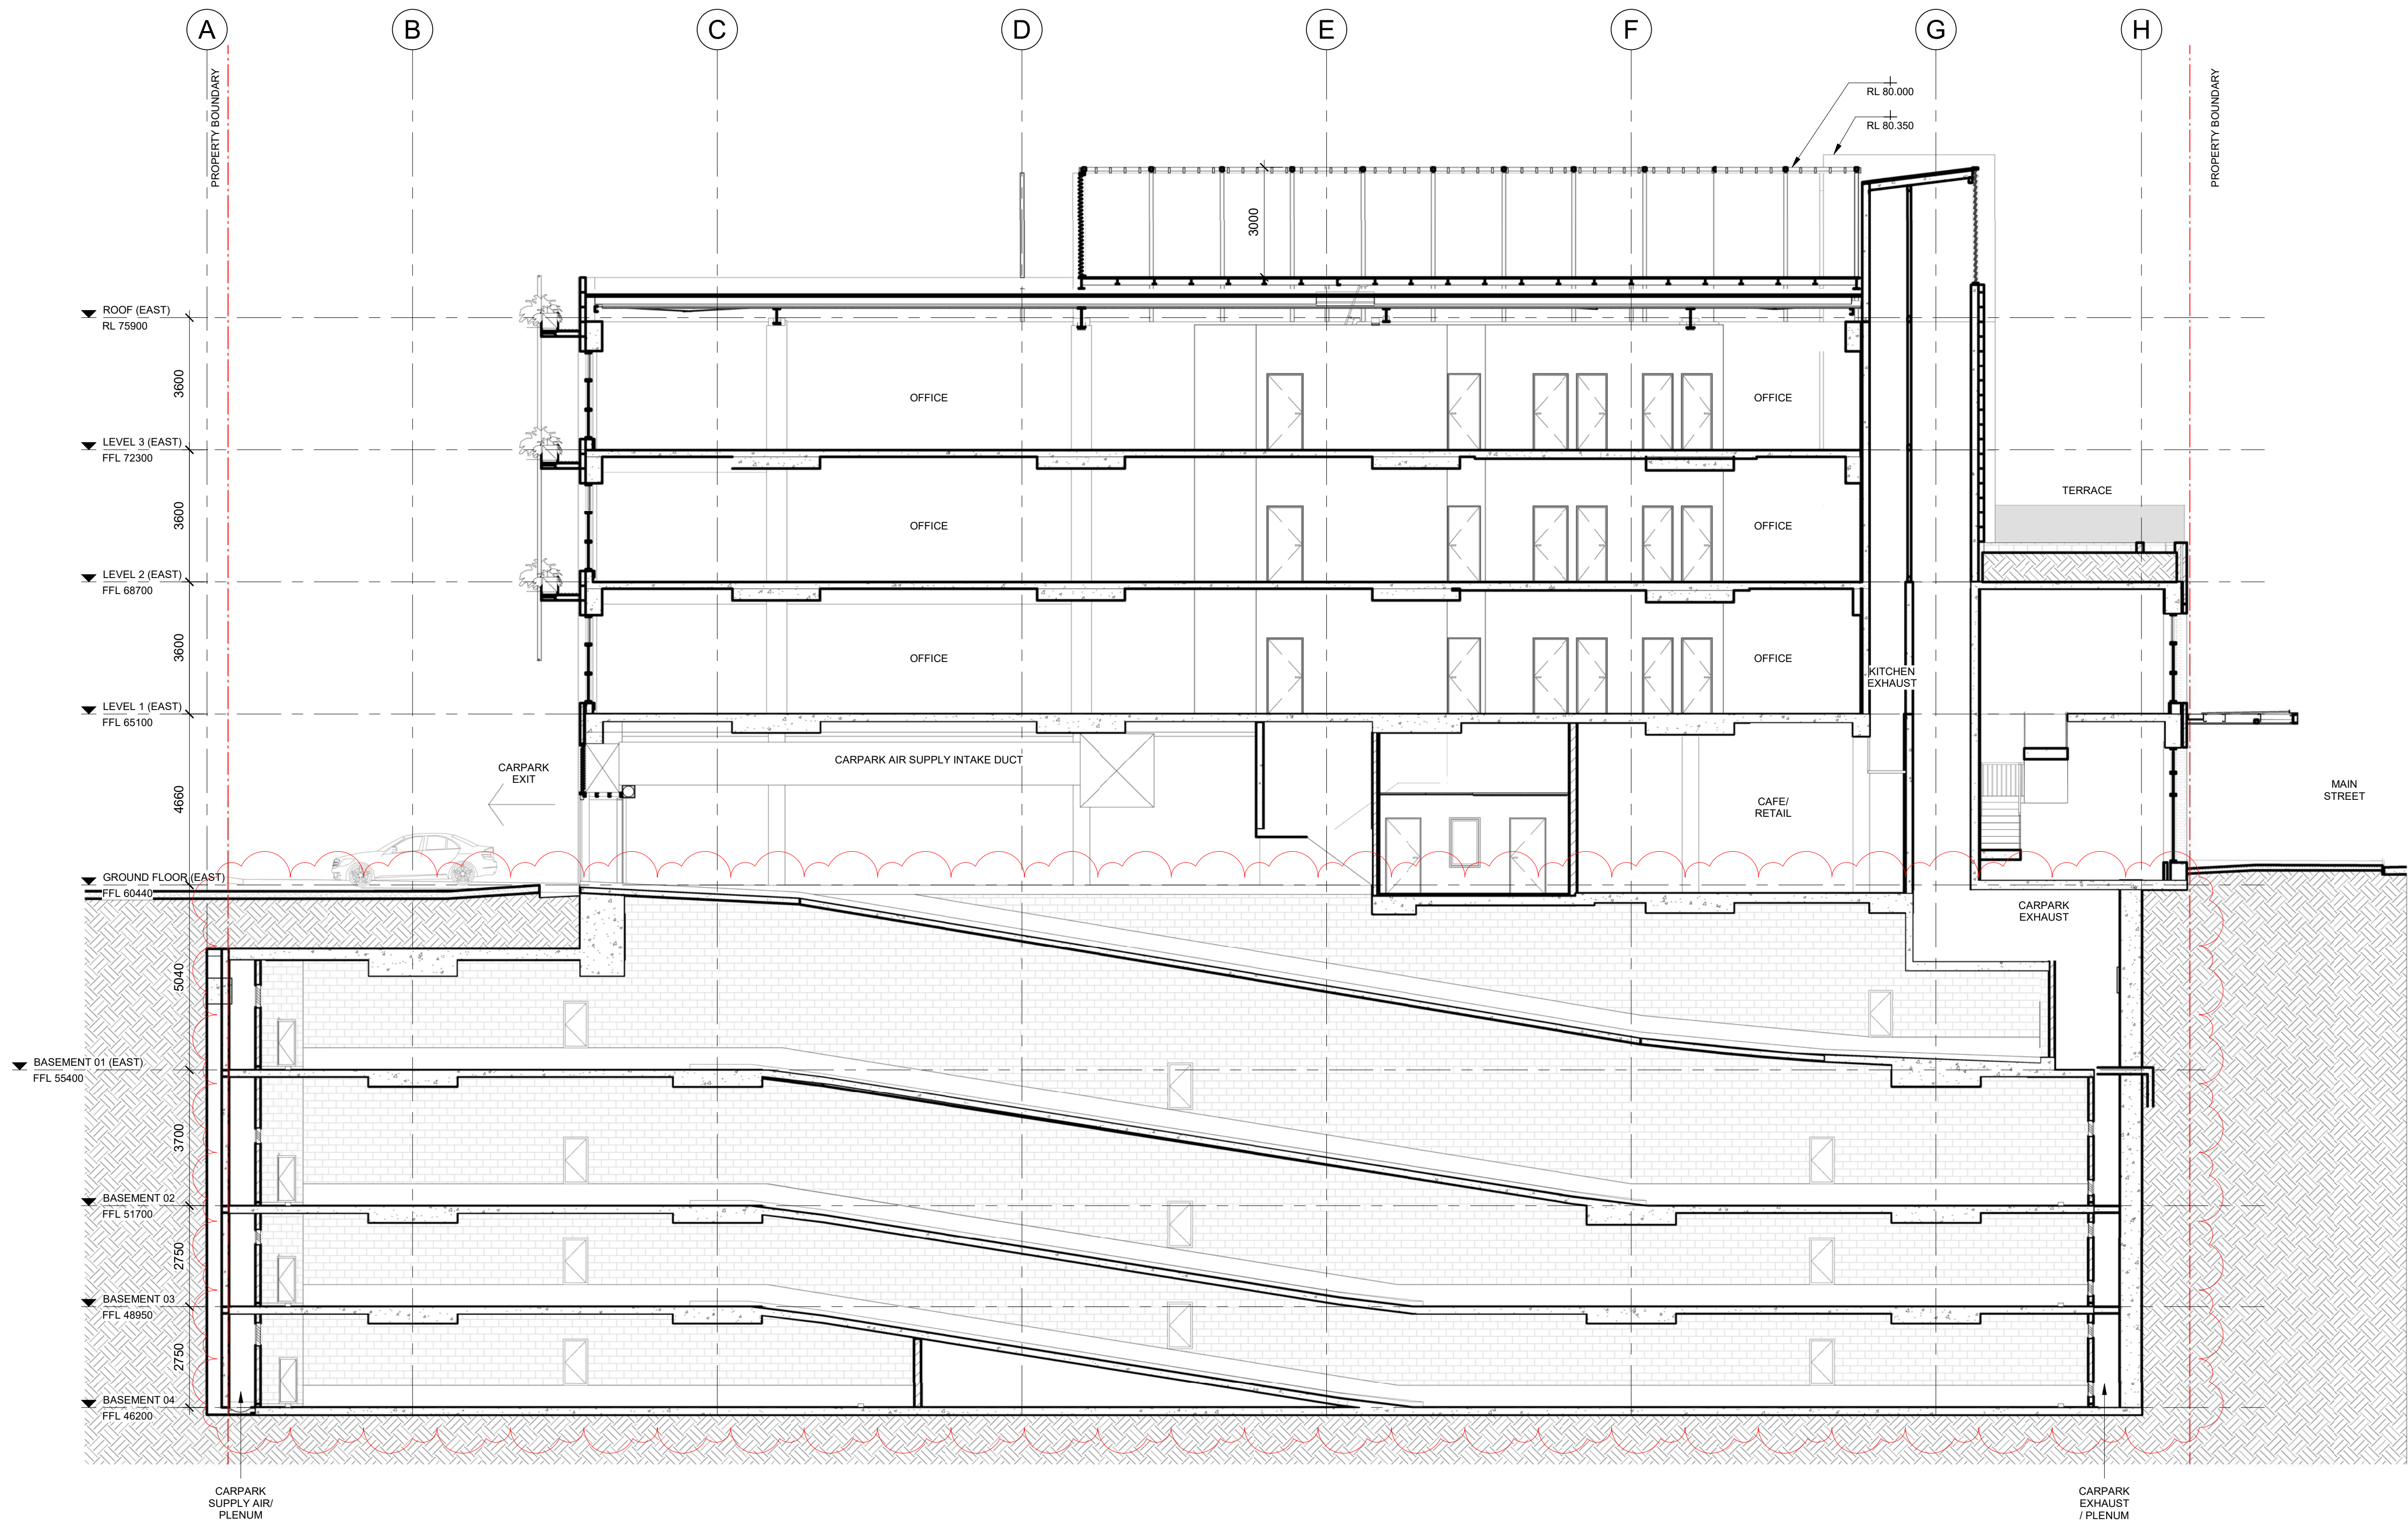 A
B
C
D
E
F
G
H
PROPERTY BOUNDARY
PROPERTY BOUNDARY
RL 80.000
RL 80.350
3000
ROOF (EAST)
RL 75900
3600
OFFICE
OFFICE
LEVEL 3 (EAST)
FFL 72300
TERRACE
3600
OFFICE
OFFICE
LEVEL 2 (EAST)
FFL 68700
3600
OFFICE
OFFICE
KITCHEN
EXHAUST
LEVEL 1 (EAST)
FFL 65100
CARPARK
EXIT
CARPARK AIR SUPPLY INTAKE DUCT
4660
CAFE/
RETAIL
MAIN
STREET
GROUND FLOOR (EAST)
FFL 60440
CARPARK
EXHAUST
5040
BASEMENT 01 (EAST)
FFL 55400
3700
BASEMENT 02
FFL 51700
2750
BASEMENT 03
FFL 48950
2750
BASEMENT 04
FFL 46200
CARPARK
SUPPLY AIR/
PLENUM
CARPARK
EXHAUST
/ PLENUM